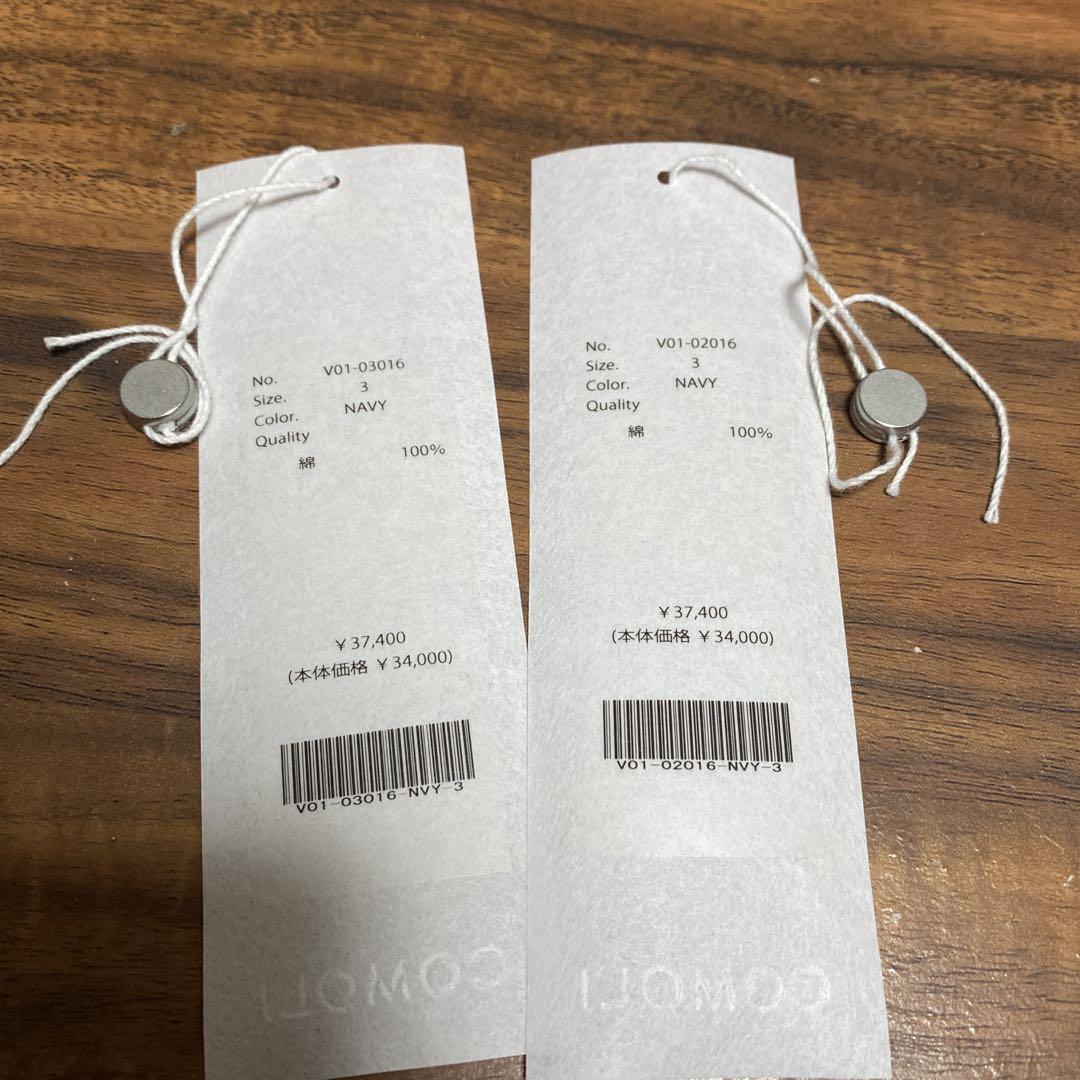 No. V01-03016
Size. 3
Color. NAVY
Quality
綿 100%
¥ 37,400
(本体価格 ¥ 34,000)
V01-03016-NVY-3
COMOLI
No. V01-02016
Size. 3
Color. NAVY
Quality
綿 100%
¥ 37,400
(本体価格 ¥ 34,000)
V01-02016-NVY-3
COMOLI